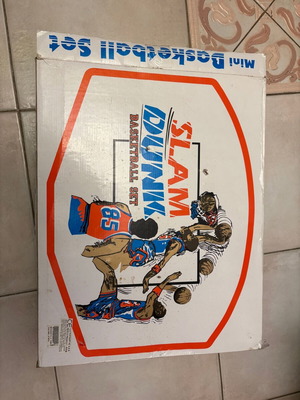 Mini Basketball Set
SLAM
DUNK
BASKETBALL SET
85